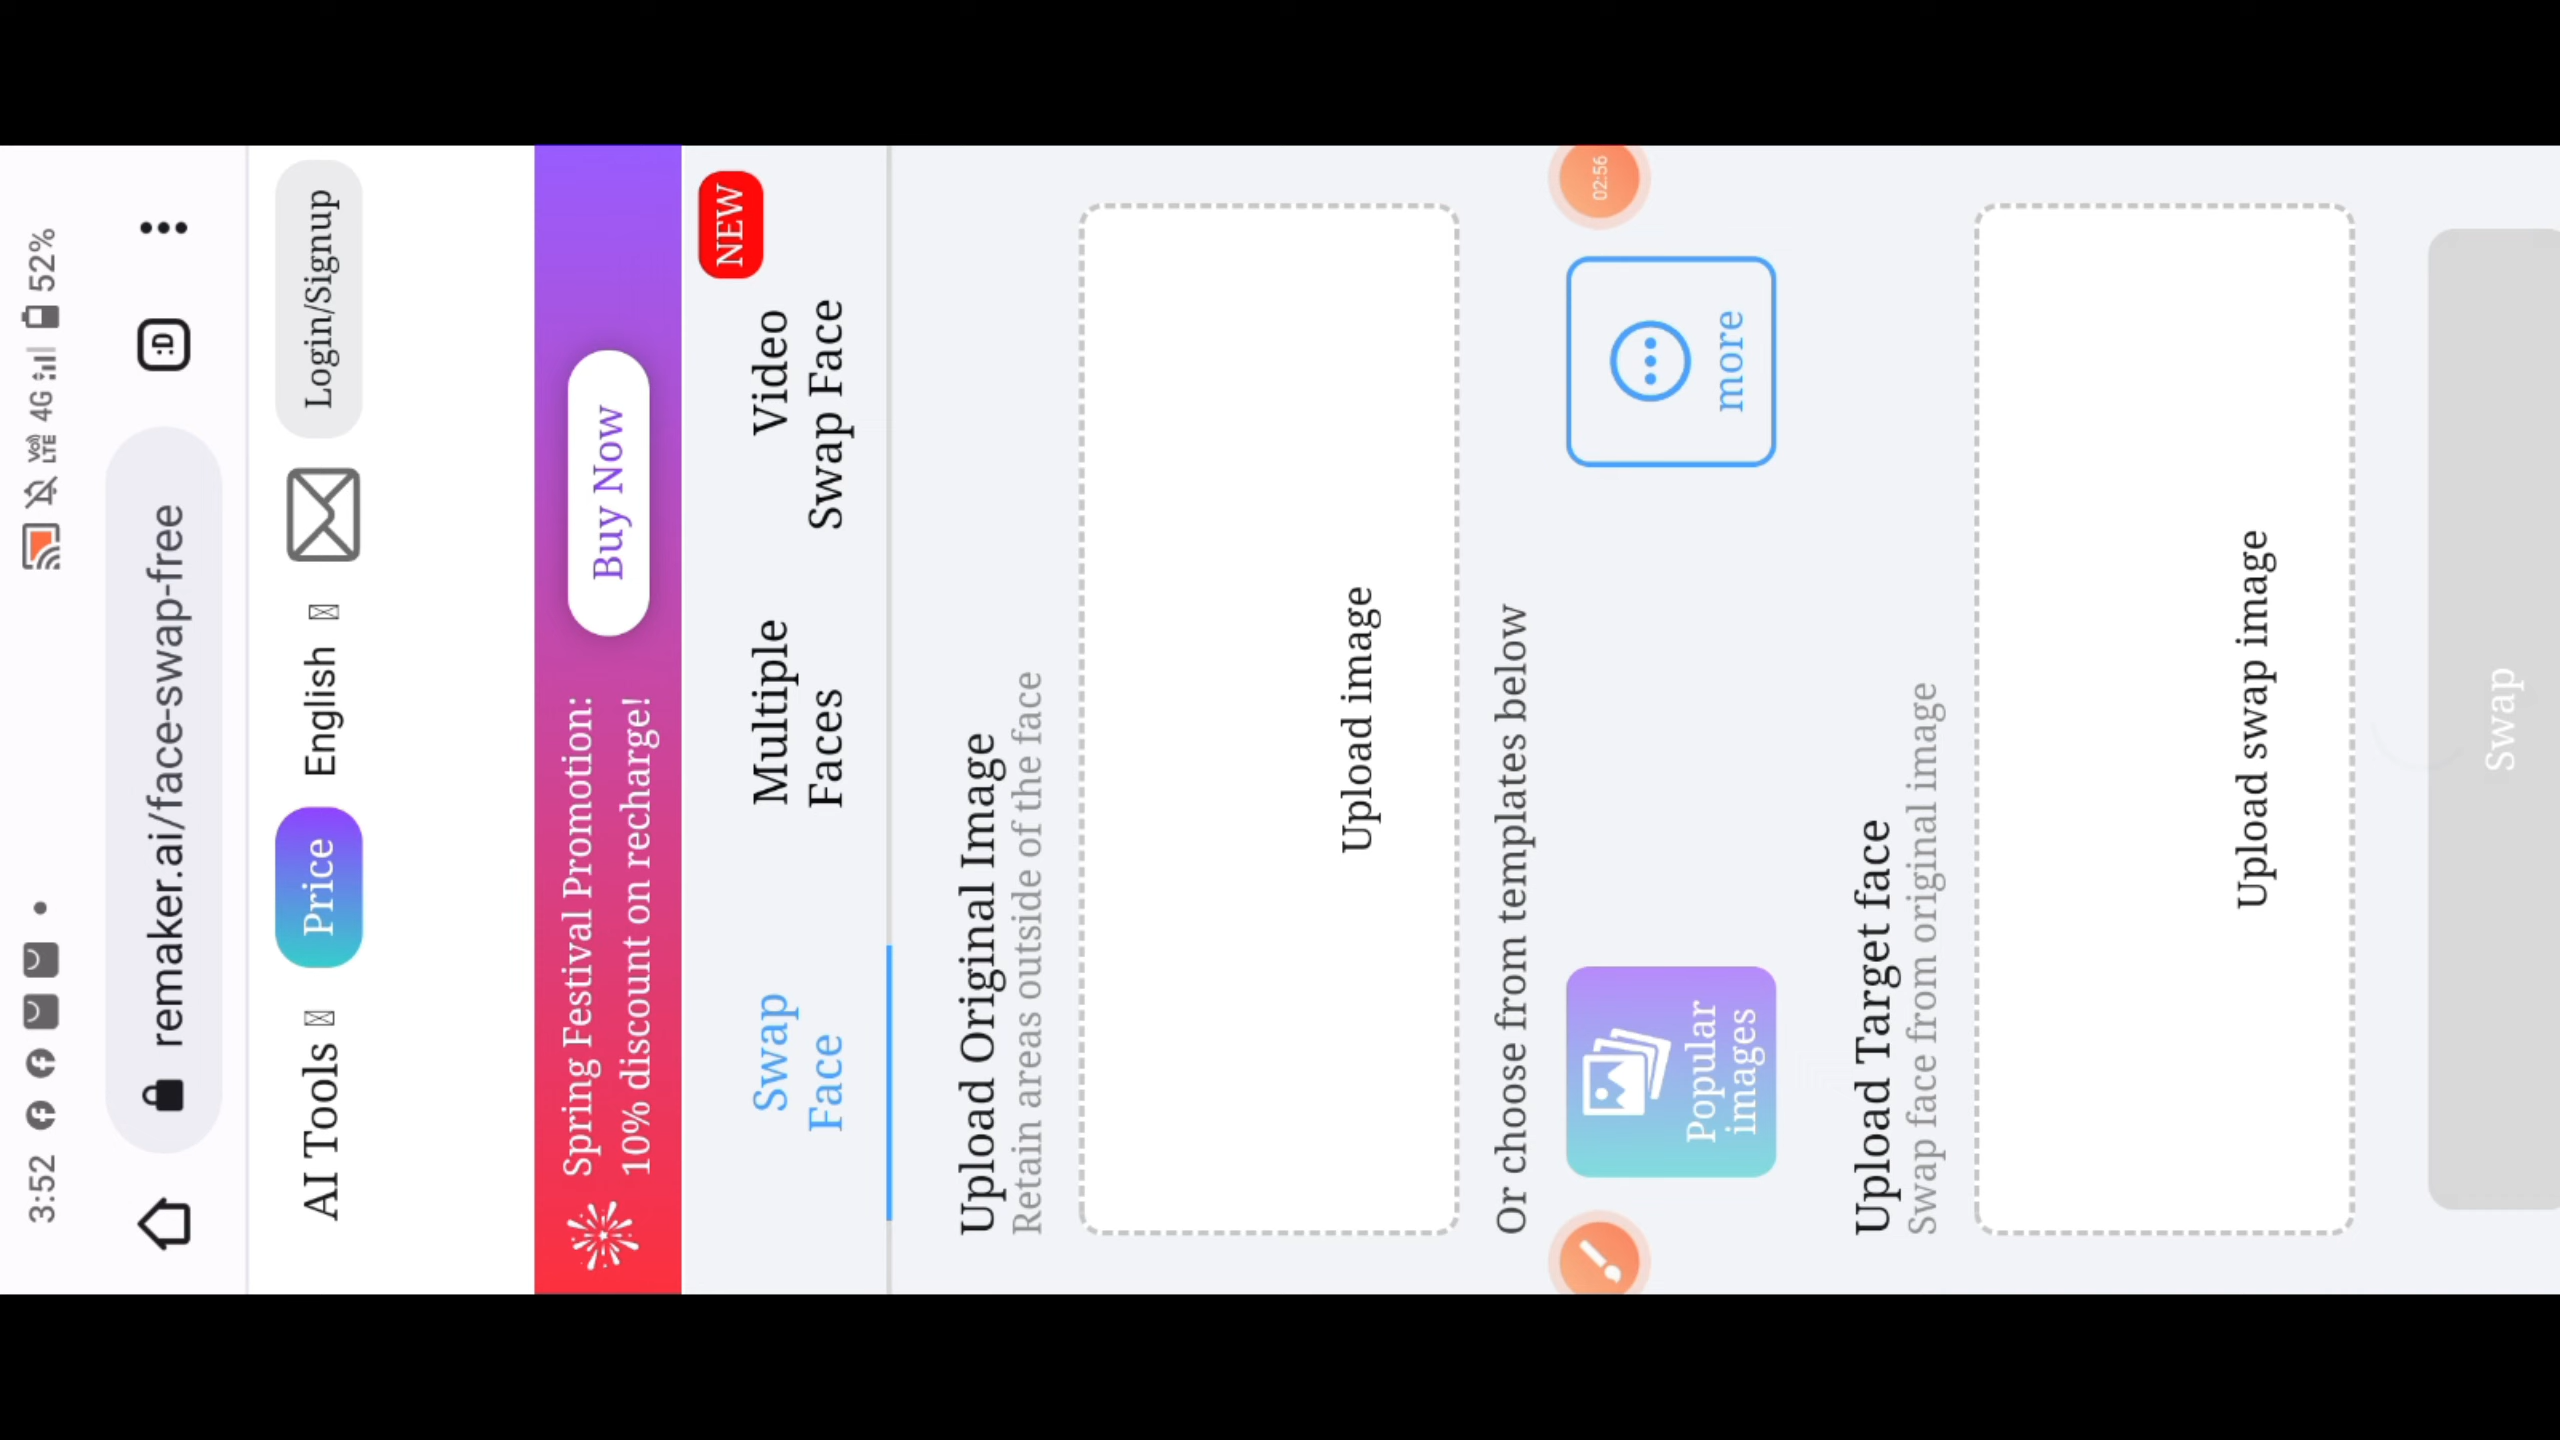 3:52
VoD LTE 4G 52%
remaker.ai/face-swap-free
:D
AI Tools
Price
English
Login/Signup
Spring Festival Promotion:
10% discount on recharge!
Buy Now
Swap
Face
Multiple
Faces
Video
Swap Face
NEW
Upload Original Image
Retain areas outside of the face
Upload image
Or choose from templates below
02:56
Popular
images
more
Upload Target face
Swap face from original image
Upload swap image
Swap